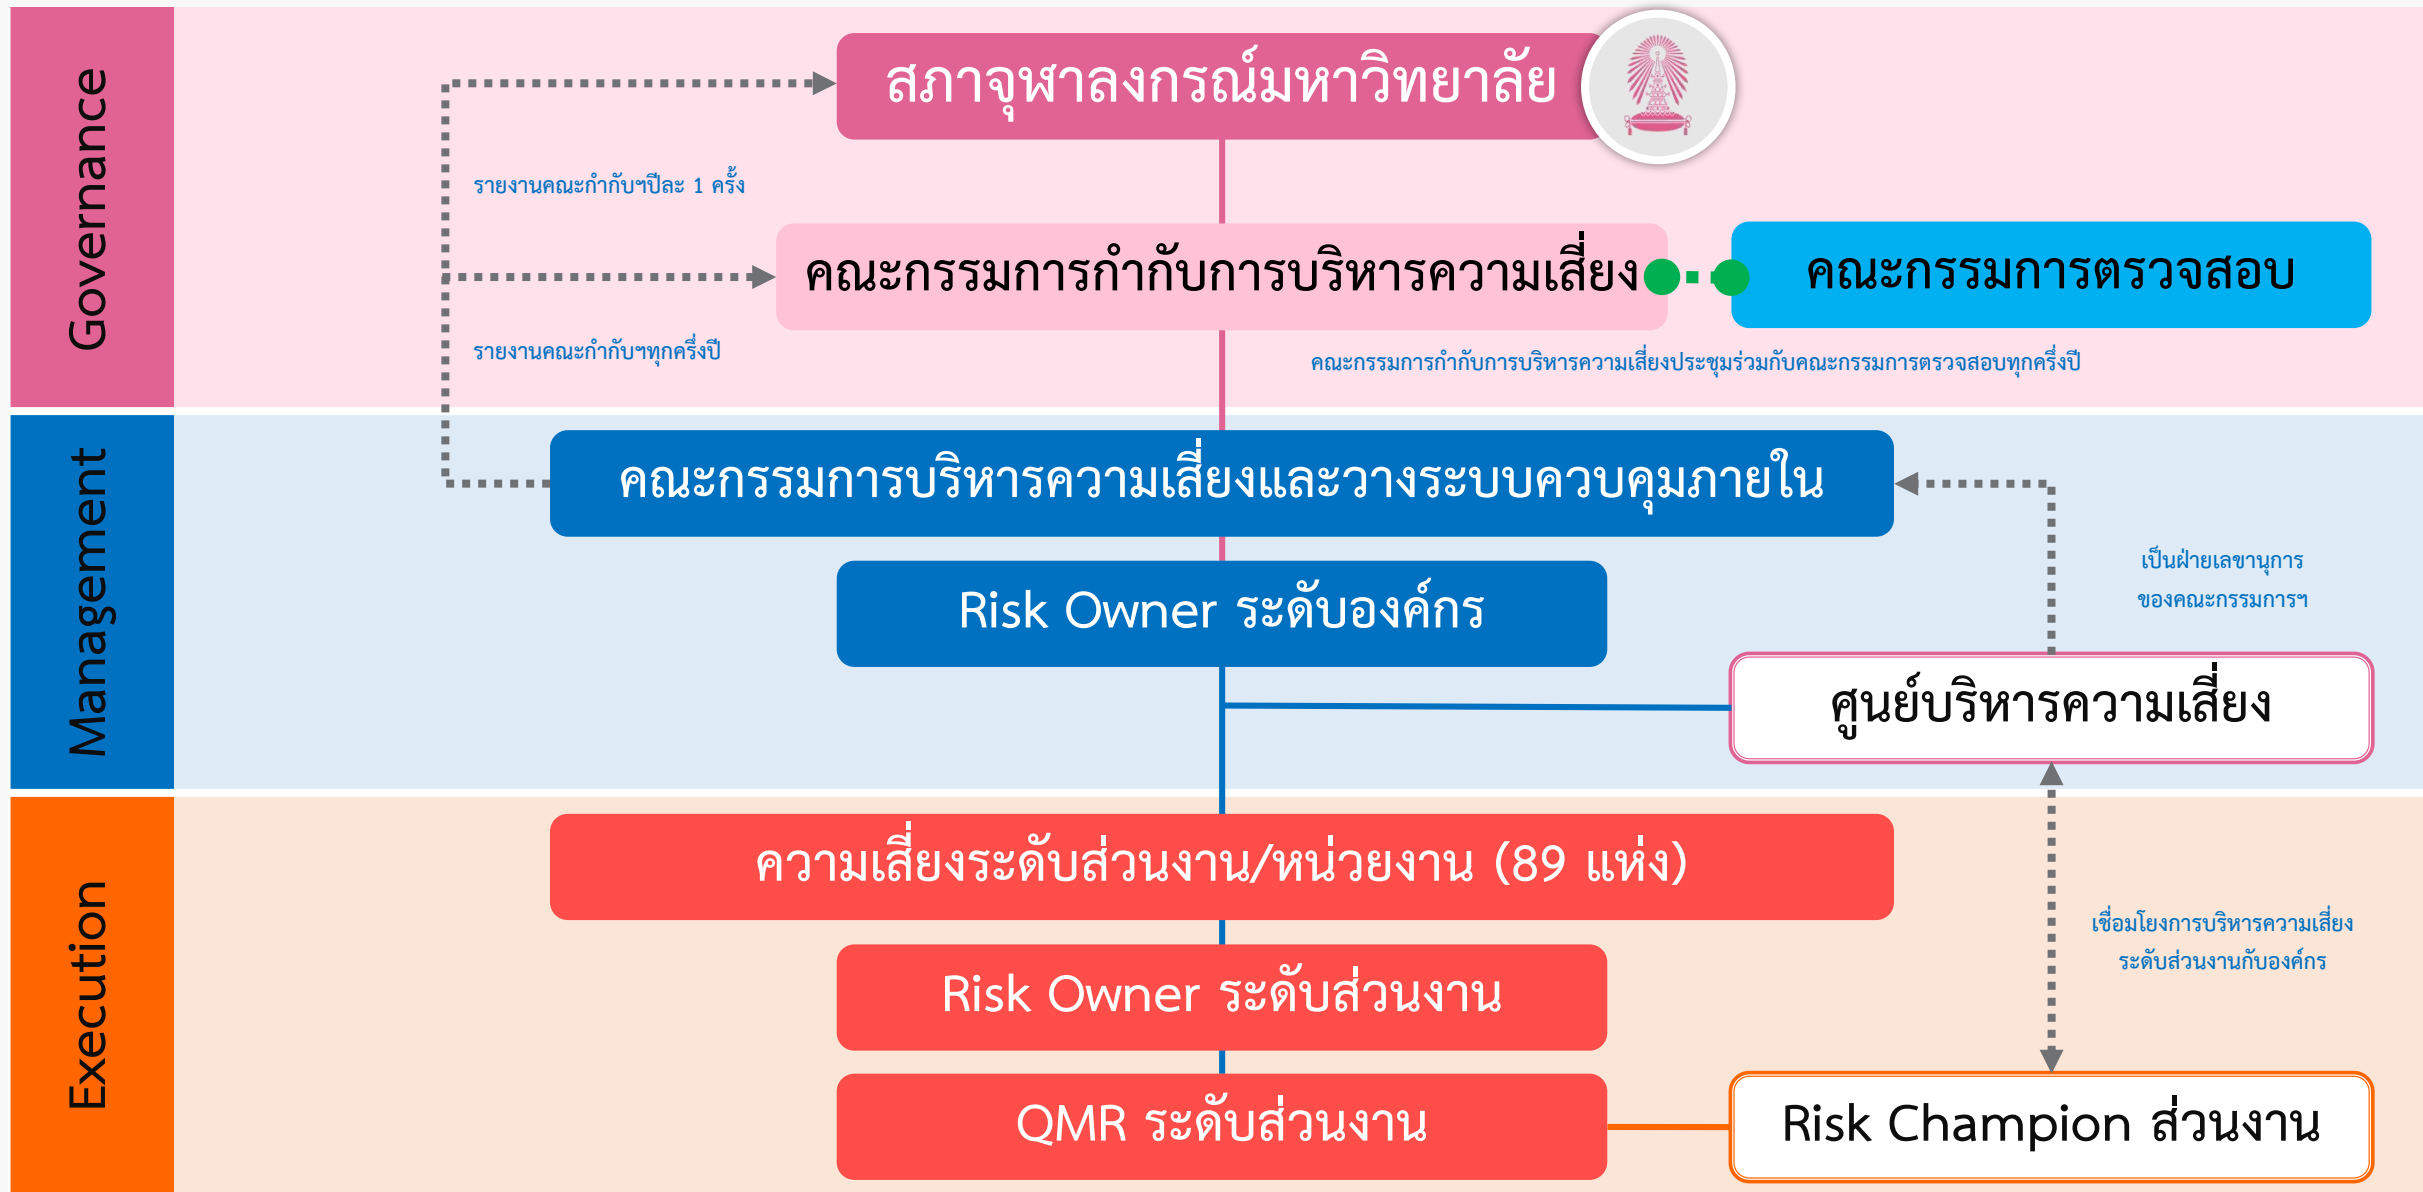 Governance
สภาจุฬาลงกรณ์มหาวิทยาลัย
รายงานคณะกำกับฯปีละ 1 ครั้ง
คณะกรรมการกำกับการบริหารความเสี่ยง
คณะกรรมการตรวจสอบ
รายงานคณะกำกับฯทุกครึ่งปี
คณะกรรมการกำกับการบริหารความเสี่ยงประชุมร่วมกับคณะกรรมการตรวจสอบทุกครึ่งปี
Management
คณะกรรมการบริหารความเสี่ยงและวางระบบควบคุมภายใน
Risk Owner ระดับองค์กร
เป็นฝ่ายเลขานุการ
ของคณะกรรมการฯ
ศูนย์บริหารความเสี่ยง
Execution
ความเสี่ยงระดับส่วนงาน/หน่วยงาน (89 แห่ง)
เชื่อมโยงการบริหารความเสี่ยง
ระดับส่วนงานกับองค์กร
Risk Owner ระดับส่วนงาน
QMR ระดับส่วนงาน
Risk Champion ส่วนงาน